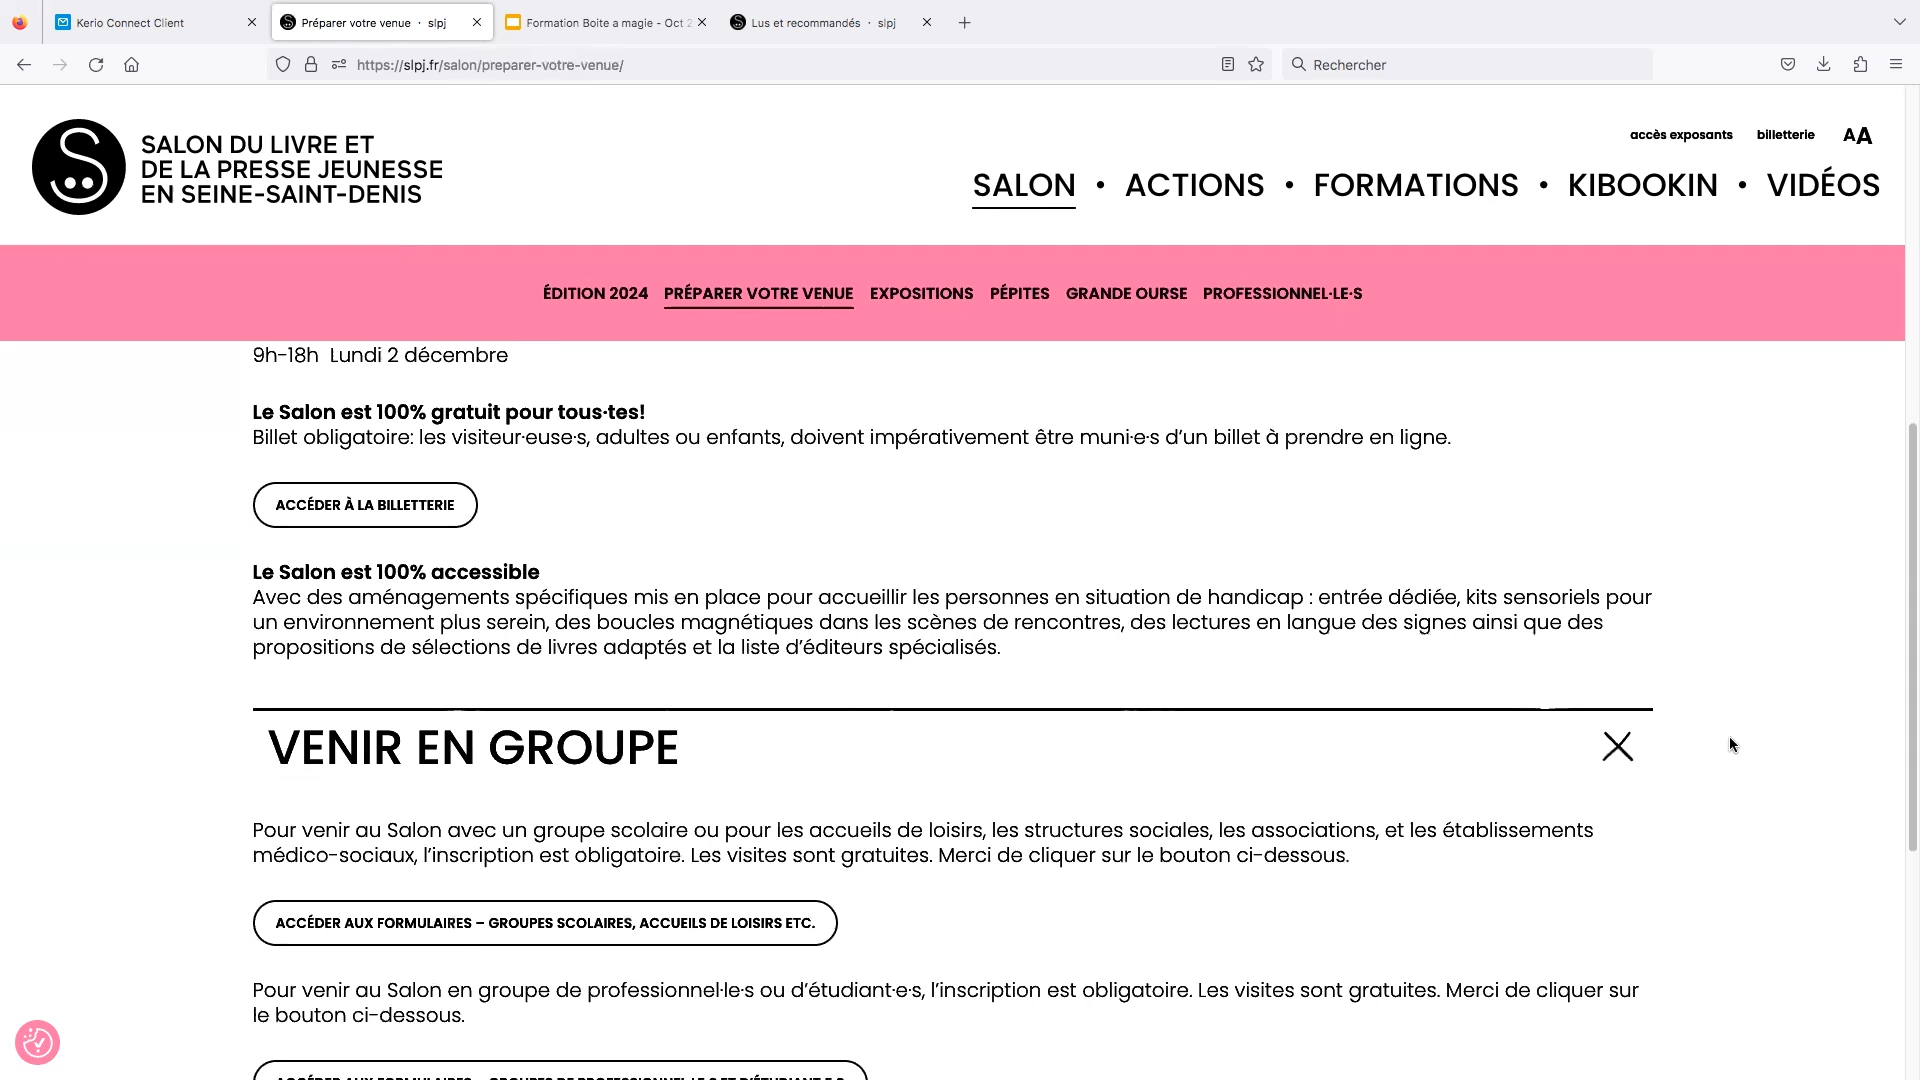 Kerio Connect Client
Préparer votre venue · slpj
Formation Boite a magie - Oct 2
Lus et recommandés · slpj
https://slpj.fr/salon/preparer-votre-venue/
Rechercher
SALON DU LIVRE ET
DE LA PRESSE JEUNESSE
EN SEINE-SAINT-DENIS
accès exposants
billetterie
AA
SALON • ACTIONS • FORMATIONS • KIBOOKIN • VIDÉOS
ÉDITION 2024 PRÉPARER VOTRE VENUE EXPOSITIONS PÉPITES GRANDE OURSE PROFESSIONNEL·LE·S
9h-18h Lundi 2 décembre
Le Salon est 100% gratuit pour tous·tes!
Billet obligatoire: les visiteur·euse·s, adultes ou enfants, doivent impérativement être muni·e·s d’un billet à prendre en ligne.
ACCÉDER À LA BILLETTERIE
Le Salon est 100% accessible
Avec des aménagements spécifiques mis en place pour accueillir les personnes en situation de handicap : entrée dédiée, kits sensoriels pour
un environnement plus serein, des boucles magnétiques dans les scènes de rencontres, des lectures en langue des signes ainsi que des
propositions de sélections de livres adaptés et la liste d’éditeurs spécialisés.
VENIR EN GROUPE
Pour venir au Salon avec un groupe scolaire ou pour les accueils de loisirs, les structures sociales, les associations, et les établissements
médico-sociaux, l’inscription est obligatoire. Les visites sont gratuites. Merci de cliquer sur le bouton ci-dessous.
ACCÉDER AUX FORMULAIRES – GROUPES SCOLAIRES, ACCUEILS DE LOISIRS ETC.
Pour venir au Salon en groupe de professionnel·le·s ou d’étudiant·e·s, l’inscription est obligatoire. Les visites sont gratuites. Merci de cliquer sur
le bouton ci-dessous.
ACCÉDER AUX FORMULAIRES – GROUPES DE PROFESSIONNEL·LE·S ET D’ÉTUDIANT·E·S